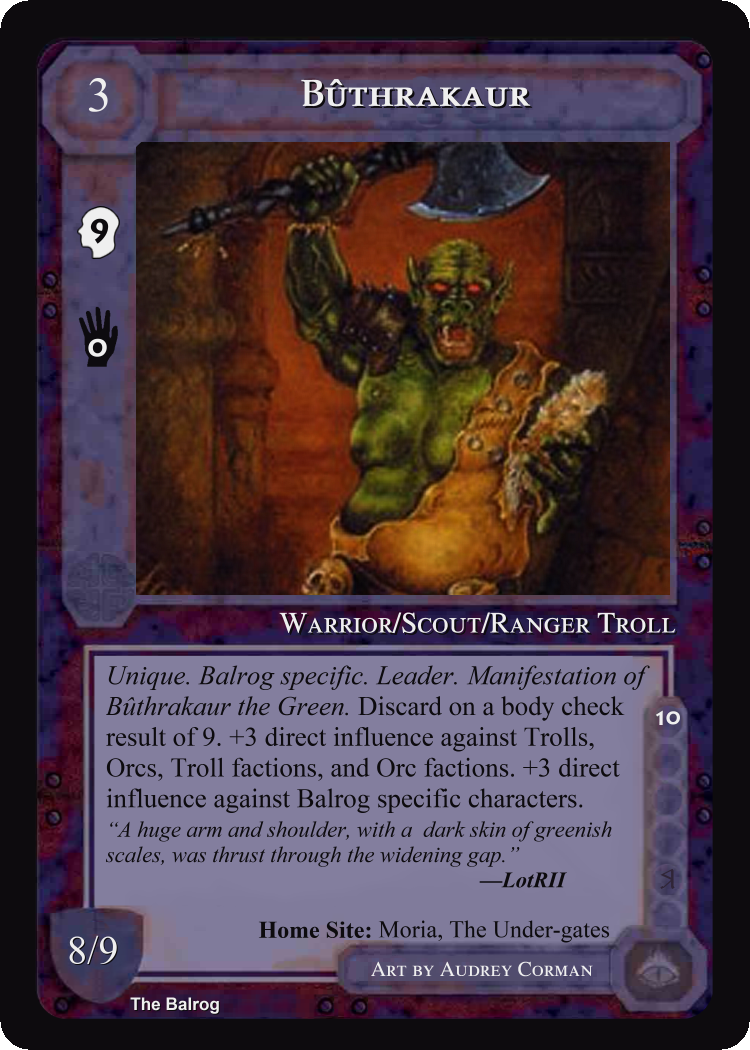 3
BÛTHRAKAUR
9
0
WARRIOR/SCOUT/RANGER TROLL
Unique. Balrog specific. Leader. Manifestation of
Bûthrakaur the Green. Discard on a body check
result of 9. +3 direct influence against Trolls,
Orcs, Troll factions, and Orc factions. +3 direct
influence against Balrog specific characters.
10
“A huge arm and shoulder, with a dark skin of greenish
scales, was thrust through the widening gap.”
—LotRII
Home Site: Moria, The Under-gates
8/9
ART BY AUDREY CORMAN
The Balrog